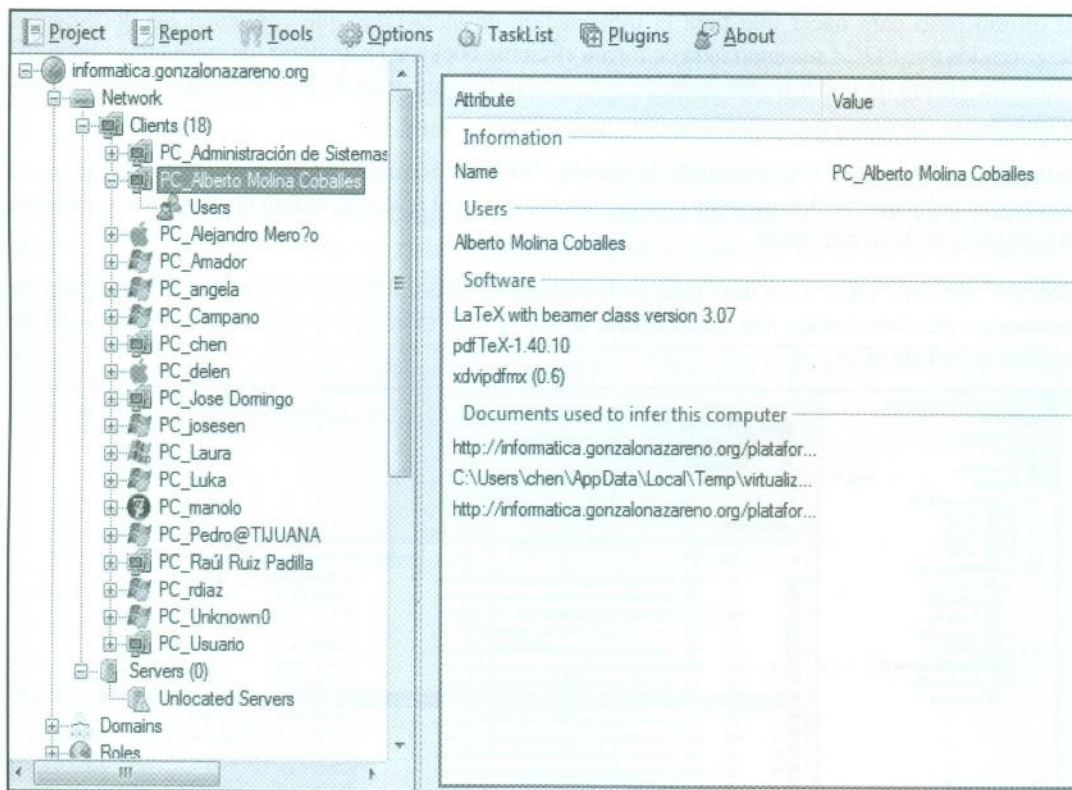 Project Report Tools Options TaskList Plugins About
informatica.gonzalonazareno.org
Network
Clients (18)
PC_Administración de Sistemas
PC_Alberto Molina Coballes
Users
PC_Alejandro Mero?o
PC_Amador
PC_angela
PC_Campano
PC_chen
PC_delen
PC_Jose Domingo
PC_josesen
PC_Laura
PC_Luka
PC_manolo
PC_Pedro@TIJUANA
PC_Raúl Ruiz Padilla
PC_rdiaz
PC_Unknown0
PC_Usuario
Servers (0)
Unlocated Servers
Domains
Roles
Attribute Value
Information
Name PC_Alberto Molina Coballes
Users
Alberto Molina Coballes
Software
LaTeX with beamer class version 3.07
pdfTeX-1.40.10
xdvipdfmx (0.6)
Documents used to infer this computer
http://informatica.gonzalonazareno.org/platafor...
C:\Users\chen\AppData\Local\Temp\virtualiz...
http://informatica.gonzalonazareno.org/platafor...